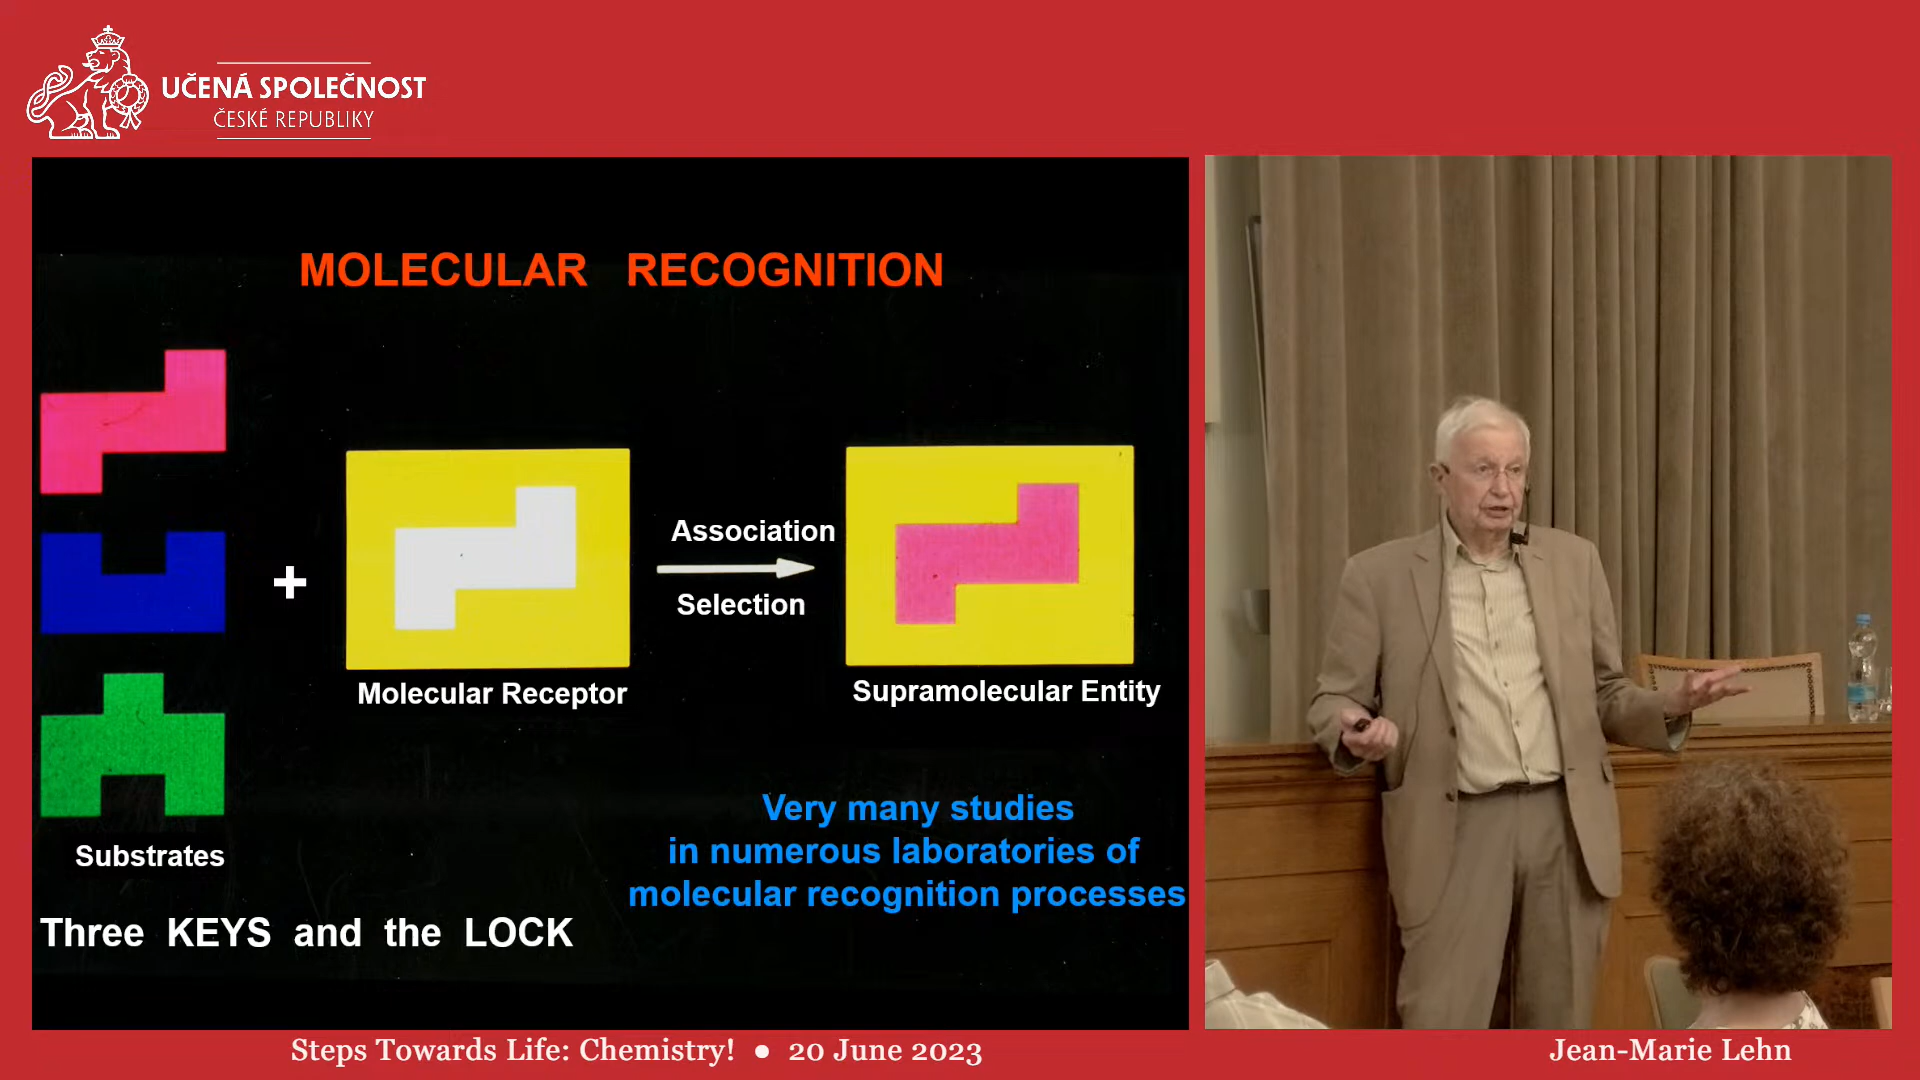 UČENÁ SPOLEČNOST
ČESKÉ REPUBLIKY
MOLECULAR RECOGNITION
+
Association
Selection
Molecular Receptor
Supramolecular Entity
Substrates
Very many studies
in numerous laboratories of
molecular recognition processes
Three KEYS and the LOCK
Steps Towards Life: Chemistry! ● 20 June 2023
Jean-Marie Lehn